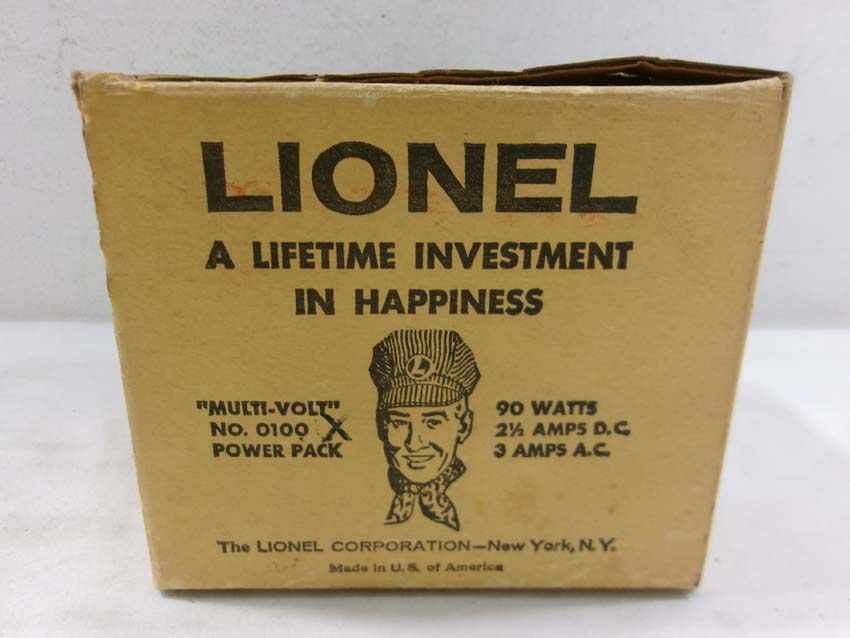 LIONEL
A LIFETIME INVESTMENT
IN HAPPINESS
L
"MULTI-VOLT"
NO. 0100 X
POWER PACK
90 WATTS
2½ AMPS D.C.
3 AMPS A.C.
The LIONEL CORPORATION—New York, N.Y.
Made in U.S. of America